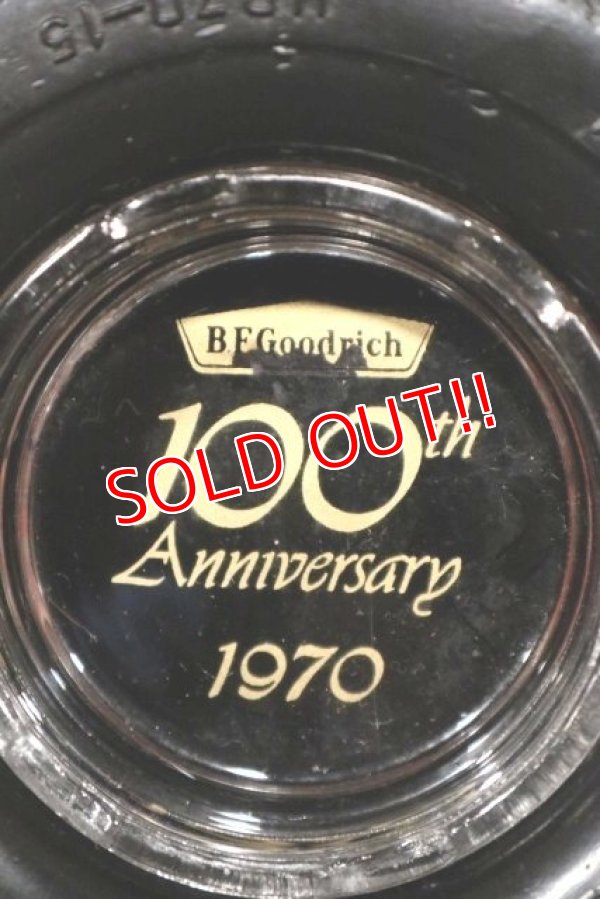 HR70-15
B.F.Goodrich
100th
SOLD OUT!!
Anniversary
1970